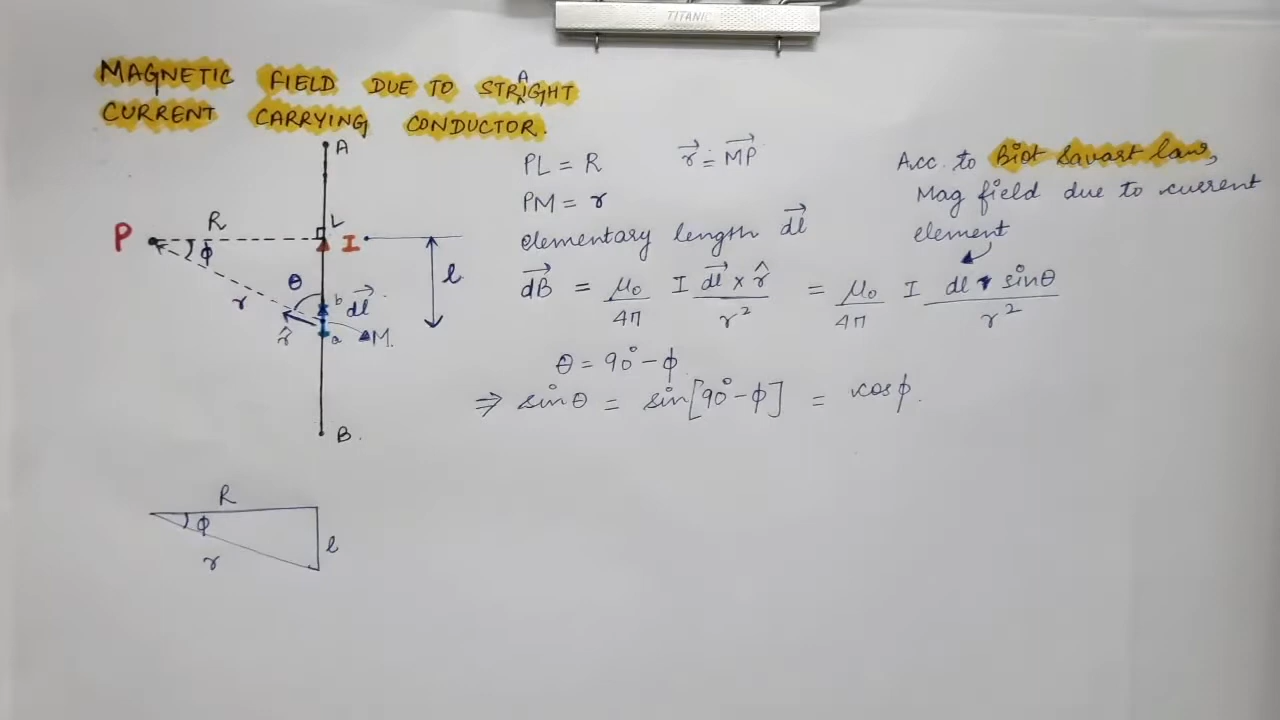 TITANIC
MAGNETIC FIELD DUE TO STRAIGHT
CURRENT CARRYING CONDUCTOR.
A
P R L I
ϕ
θ
r b dl→ l
r̂ a M.
B.
PL = R r→ = MP→
PM = r
elementary length dl→
dB→ = μ₀/4π I dl→ × r̂/r² = μ₀/4π I dl sinθ/r²
θ = 90° − ϕ
⇒ sinθ = sin[90° − ϕ] = cosϕ.
Acc. to Biot Savart law,
Mag field due to current
element
R
ϕ
r l